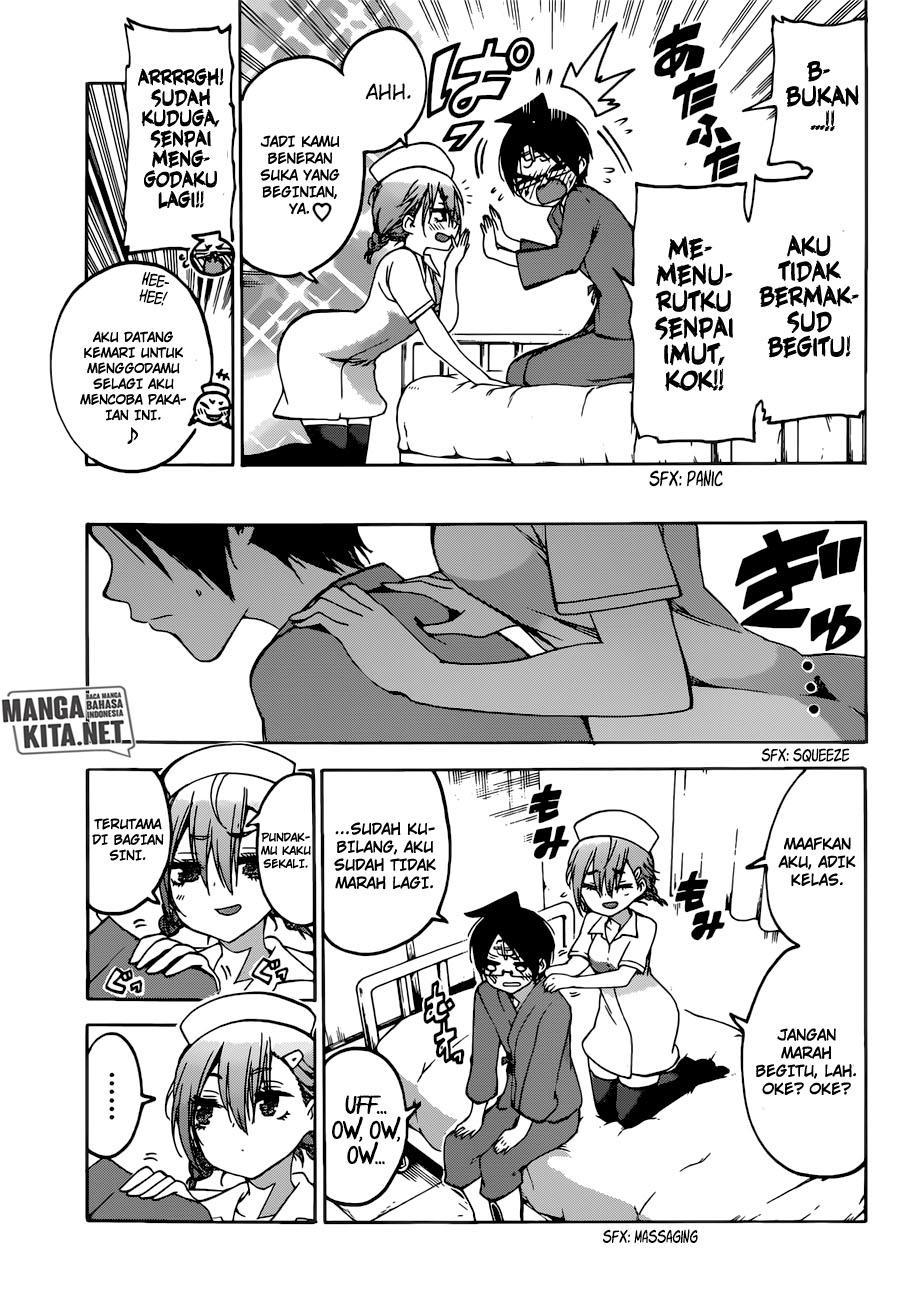 B-
BUKAN
...!!
AKU
TIDAK
BERMAK-
SUD
BEGITU!
ME-
MENU-
RUTKU
SENPAI
IMUT,
KOK!!
あたふた
ぱっ
AHH.
JADI KAMU
BENERAN
SUKA YANG
BEGINIAN,
YA.♡
SFX: PANIC
ARRRRGH!
SUDAH
KUDUGA,
SENPAI
MENG-
GODAKU
LAGI!!
HEE-
HEE!
AKU DATANG
KEMARI UNTUK
MENGGODAMU
SELAGI AKU
MENCOBA PAKA-
IAN INI.
♪
ぎゅ
SFX: SQUEEZE
MANGA
KITA.NET
BACA MANGA
BAHASA
INDONESIA
MAAFKAN
AKU, ADIK
KELAS.
もみ
もみ
...SUDAH KU-
BILANG, AKU
SUDAH TIDAK
MARAH LAGI.
JANGAN
MARAH
BEGITU, LAH.
OKE? OKE?
UFF...
OW, OW,
OW...
SFX: MASSAGING
PUNDAK-
MU KAKU
SEKALI.
TERUTAMA
DI BAGIAN
SINI.
ぐっ
ぐっ
......